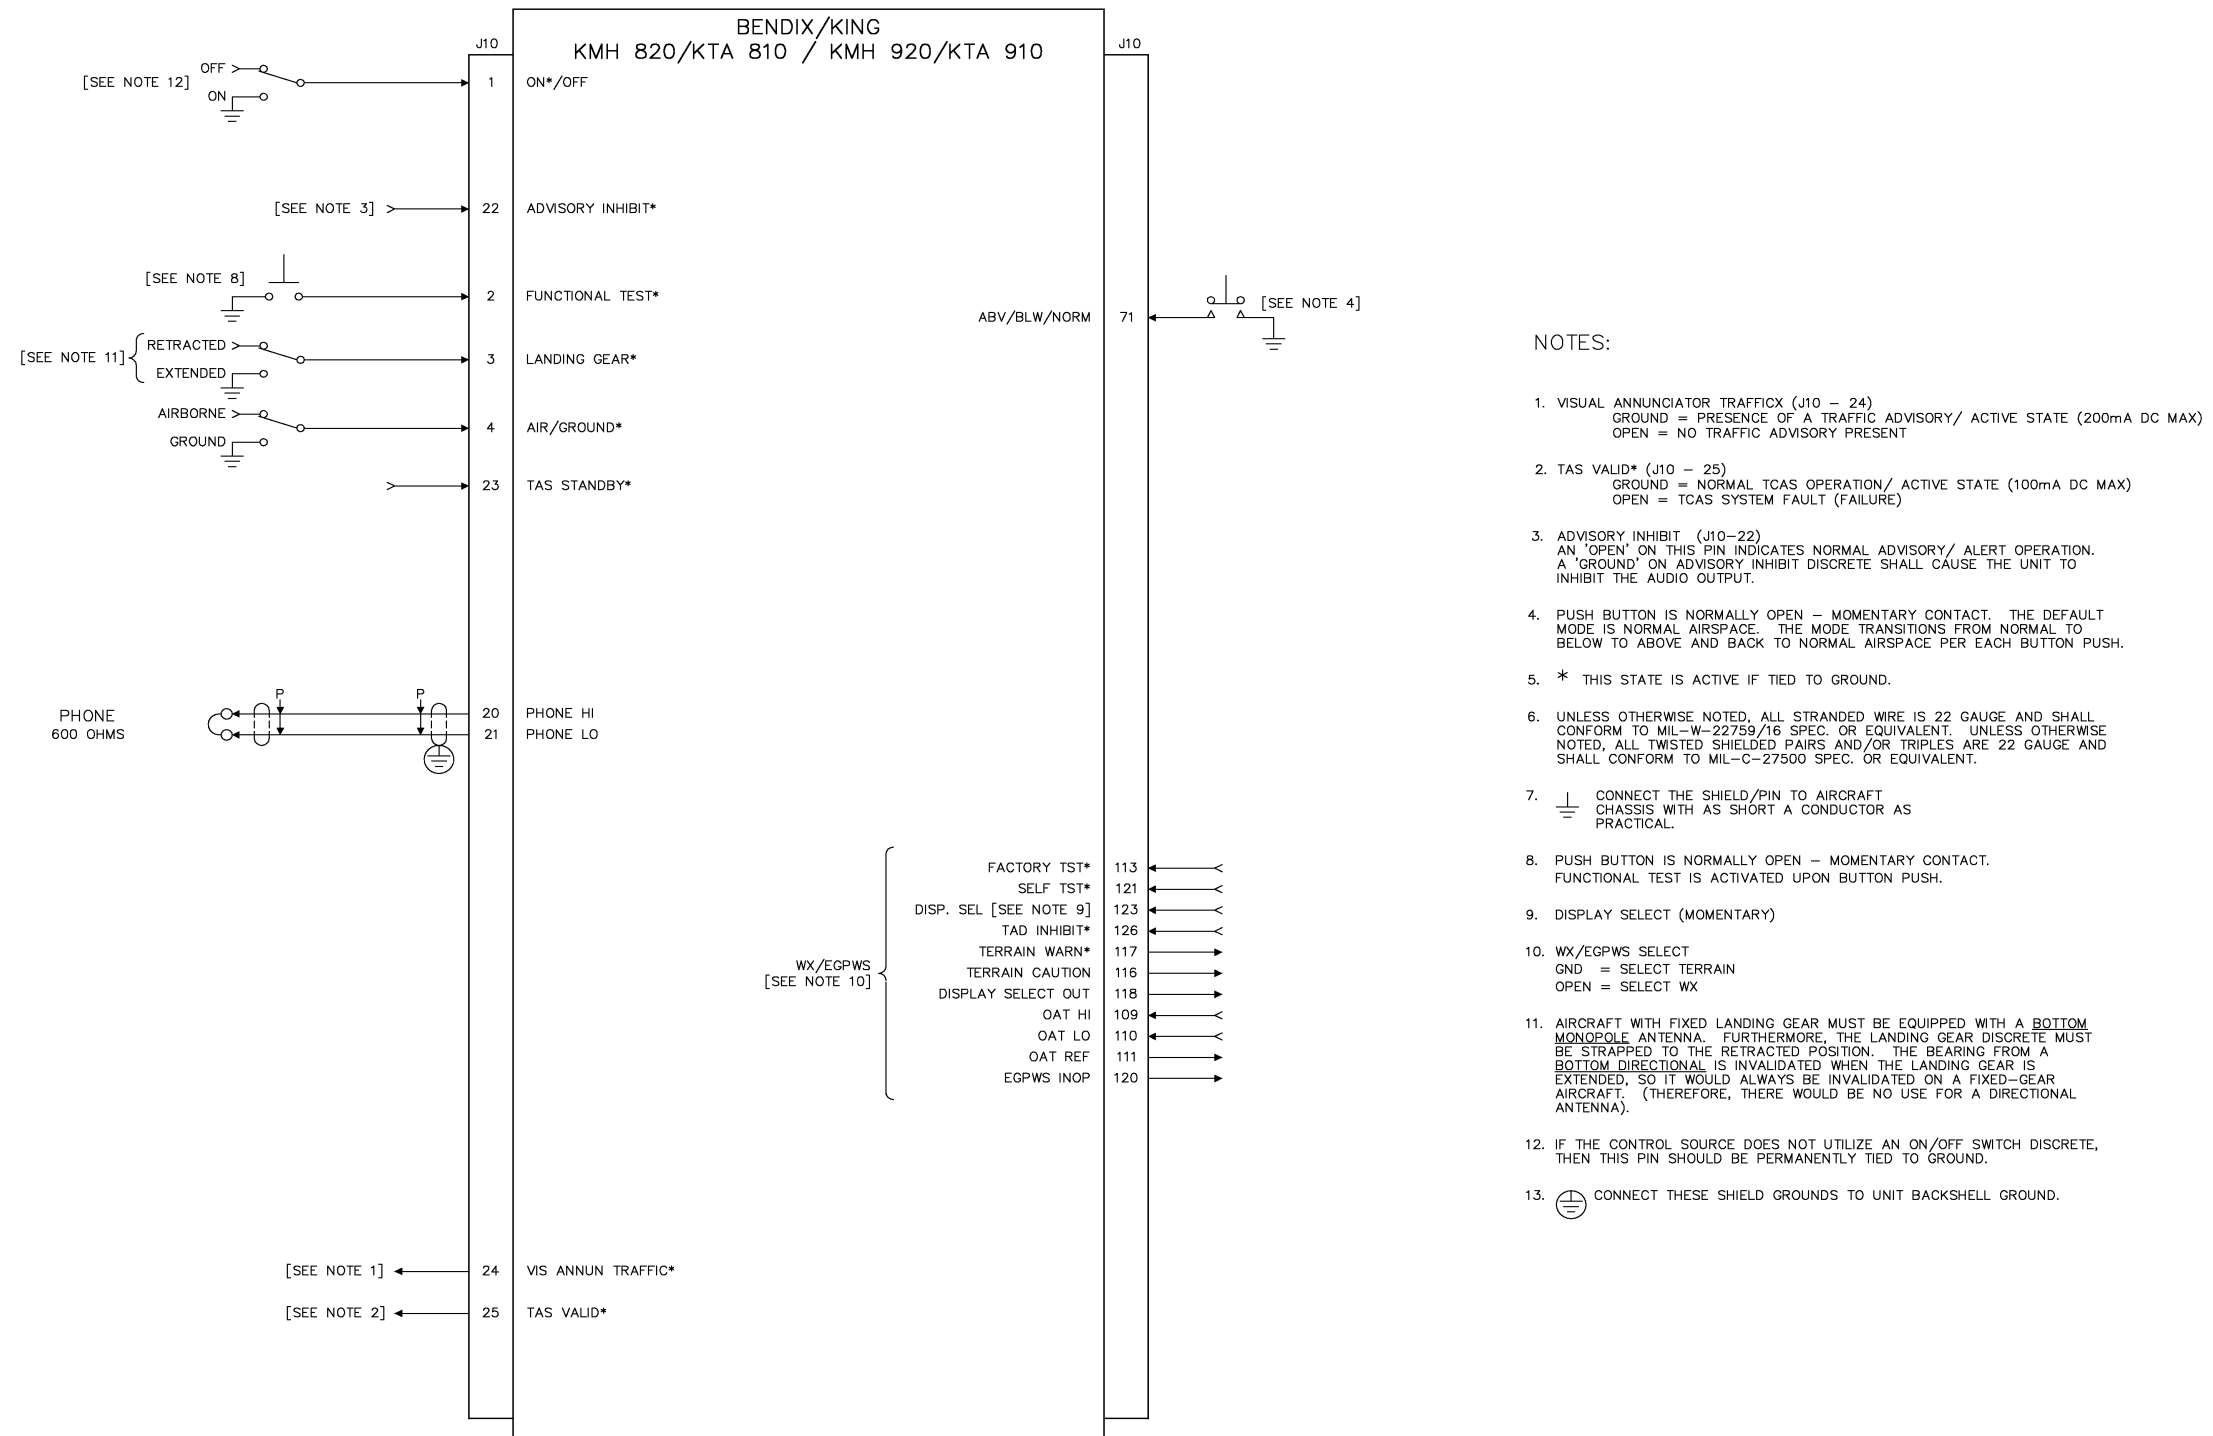 BENDIX/KING
KMH 820/KTA 810 / KMH 920/KTA 910
J10
J10
[SEE NOTE 12]
OFF
ON
1 ON*/OFF
[SEE NOTE 3]
22 ADVISORY INHIBIT*
[SEE NOTE 8]
2 FUNCTIONAL TEST*
[SEE NOTE 11]
RETRACTED
EXTENDED
3 LANDING GEAR*
AIRBORNE
GROUND
4 AIR/GROUND*
23 TAS STANDBY*
PHONE
600 OHMS
P
P
20 PHONE HI
21 PHONE LO
[SEE NOTE 1]
24 VIS ANNUN TRAFFIC*
[SEE NOTE 2]
25 TAS VALID*
ABV/BLW/NORM 71
[SEE NOTE 4]
WX/EGPWS
[SEE NOTE 10]
FACTORY TST* 113
SELF TST* 121
DISP. SEL [SEE NOTE 9] 123
TAD INHIBIT* 126
TERRAIN WARN* 117
TERRAIN CAUTION 116
DISPLAY SELECT OUT 118
OAT HI 109
OAT LO 110
OAT REF 111
EGPWS INOP 120
NOTES:
1. VISUAL ANNUNCIATOR TRAFFICX (J10 – 24)
GROUND = PRESENCE OF A TRAFFIC ADVISORY/ ACTIVE STATE (200mA DC MAX)
OPEN = NO TRAFFIC ADVISORY PRESENT
2. TAS VALID* (J10 – 25)
GROUND = NORMAL TCAS OPERATION/ ACTIVE STATE (100mA DC MAX)
OPEN = TCAS SYSTEM FAULT (FAILURE)
3. ADVISORY INHIBIT (J10–22)
AN 'OPEN' ON THIS PIN INDICATES NORMAL ADVISORY/ ALERT OPERATION.
A 'GROUND' ON ADVISORY INHIBIT DISCRETE SHALL CAUSE THE UNIT TO
INHIBIT THE AUDIO OUTPUT.
4. PUSH BUTTON IS NORMALLY OPEN – MOMENTARY CONTACT. THE DEFAULT
MODE IS NORMAL AIRSPACE. THE MODE TRANSITIONS FROM NORMAL TO
BELOW TO ABOVE AND BACK TO NORMAL AIRSPACE PER EACH BUTTON PUSH.
5. * THIS STATE IS ACTIVE IF TIED TO GROUND.
6. UNLESS OTHERWISE NOTED, ALL STRANDED WIRE IS 22 GAUGE AND SHALL
CONFORM TO MIL–W–22759/16 SPEC. OR EQUIVALENT. UNLESS OTHERWISE
NOTED, ALL TWISTED SHIELDED PAIRS AND/OR TRIPLES ARE 22 GAUGE AND
SHALL CONFORM TO MIL–C–27500 SPEC. OR EQUIVALENT.
7. CONNECT THE SHIELD/PIN TO AIRCRAFT
CHASSIS WITH AS SHORT A CONDUCTOR AS
PRACTICAL.
8. PUSH BUTTON IS NORMALLY OPEN – MOMENTARY CONTACT.
FUNCTIONAL TEST IS ACTIVATED UPON BUTTON PUSH.
9. DISPLAY SELECT (MOMENTARY)
10. WX/EGPWS SELECT
GND = SELECT TERRAIN
OPEN = SELECT WX
11. AIRCRAFT WITH FIXED LANDING GEAR MUST BE EQUIPPED WITH A BOTTOM
MONOPOLE ANTENNA. FURTHERMORE, THE LANDING GEAR DISCRETE MUST
BE STRAPPED TO THE RETRACTED POSITION. THE BEARING FROM A
BOTTOM DIRECTIONAL IS INVALIDATED WHEN THE LANDING GEAR IS
EXTENDED, SO IT WOULD ALWAYS BE INVALIDATED ON A FIXED–GEAR
AIRCRAFT. (THEREFORE, THERE WOULD BE NO USE FOR A DIRECTIONAL
ANTENNA).
12. IF THE CONTROL SOURCE DOES NOT UTILIZE AN ON/OFF SWITCH DISCRETE,
THEN THIS PIN SHOULD BE PERMANENTLY TIED TO GROUND.
13. CONNECT THESE SHIELD GROUNDS TO UNIT BACKSHELL GROUND.